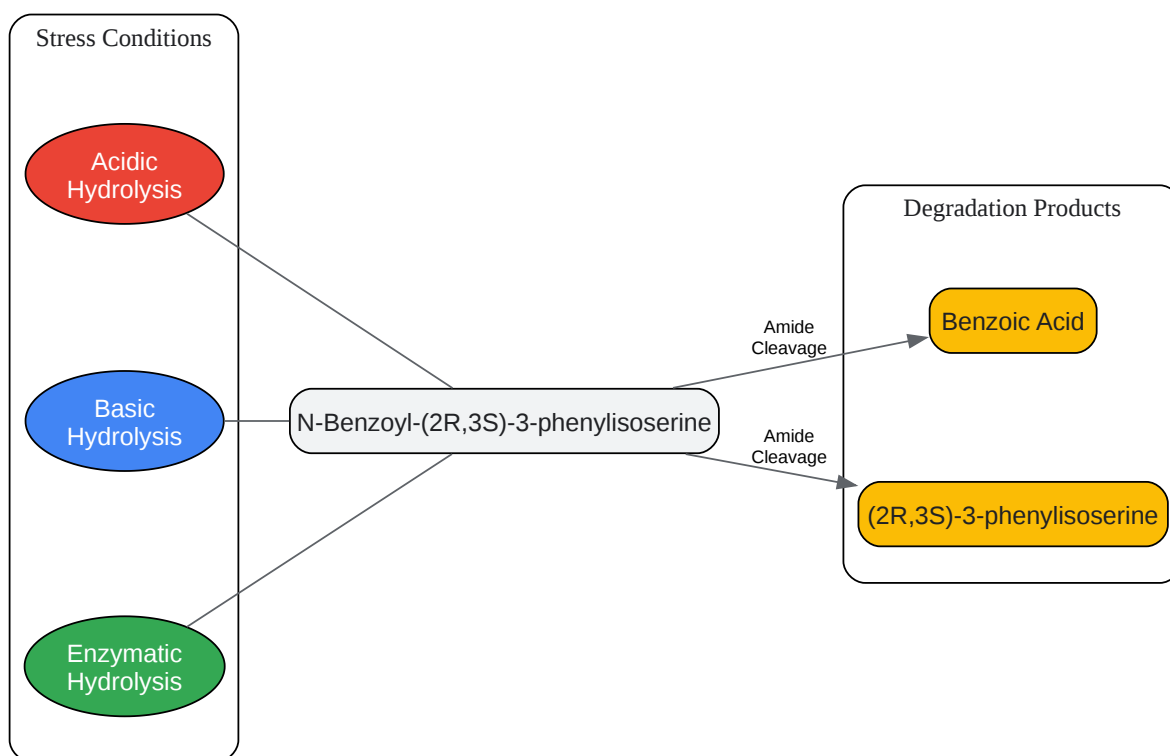 Stress Conditions
Acidic
Hydrolysis
Basic
Hydrolysis
Enzymatic
Hydrolysis
N-Benzoyl-(2R,3S)-3-phenylisoserine
Amide
Cleavage
Amide
Cleavage
Degradation Products
Benzoic Acid
(2R,3S)-3-phenylisoserine